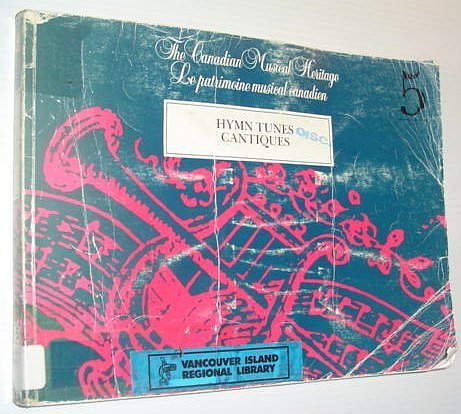 The Canadian Musical Heritage
Le patrimoine musical canadien
5
HYMN TUNES
DISC
CANTIQUES
VANCOUVER ISLAND
REGIONAL LIBRARY